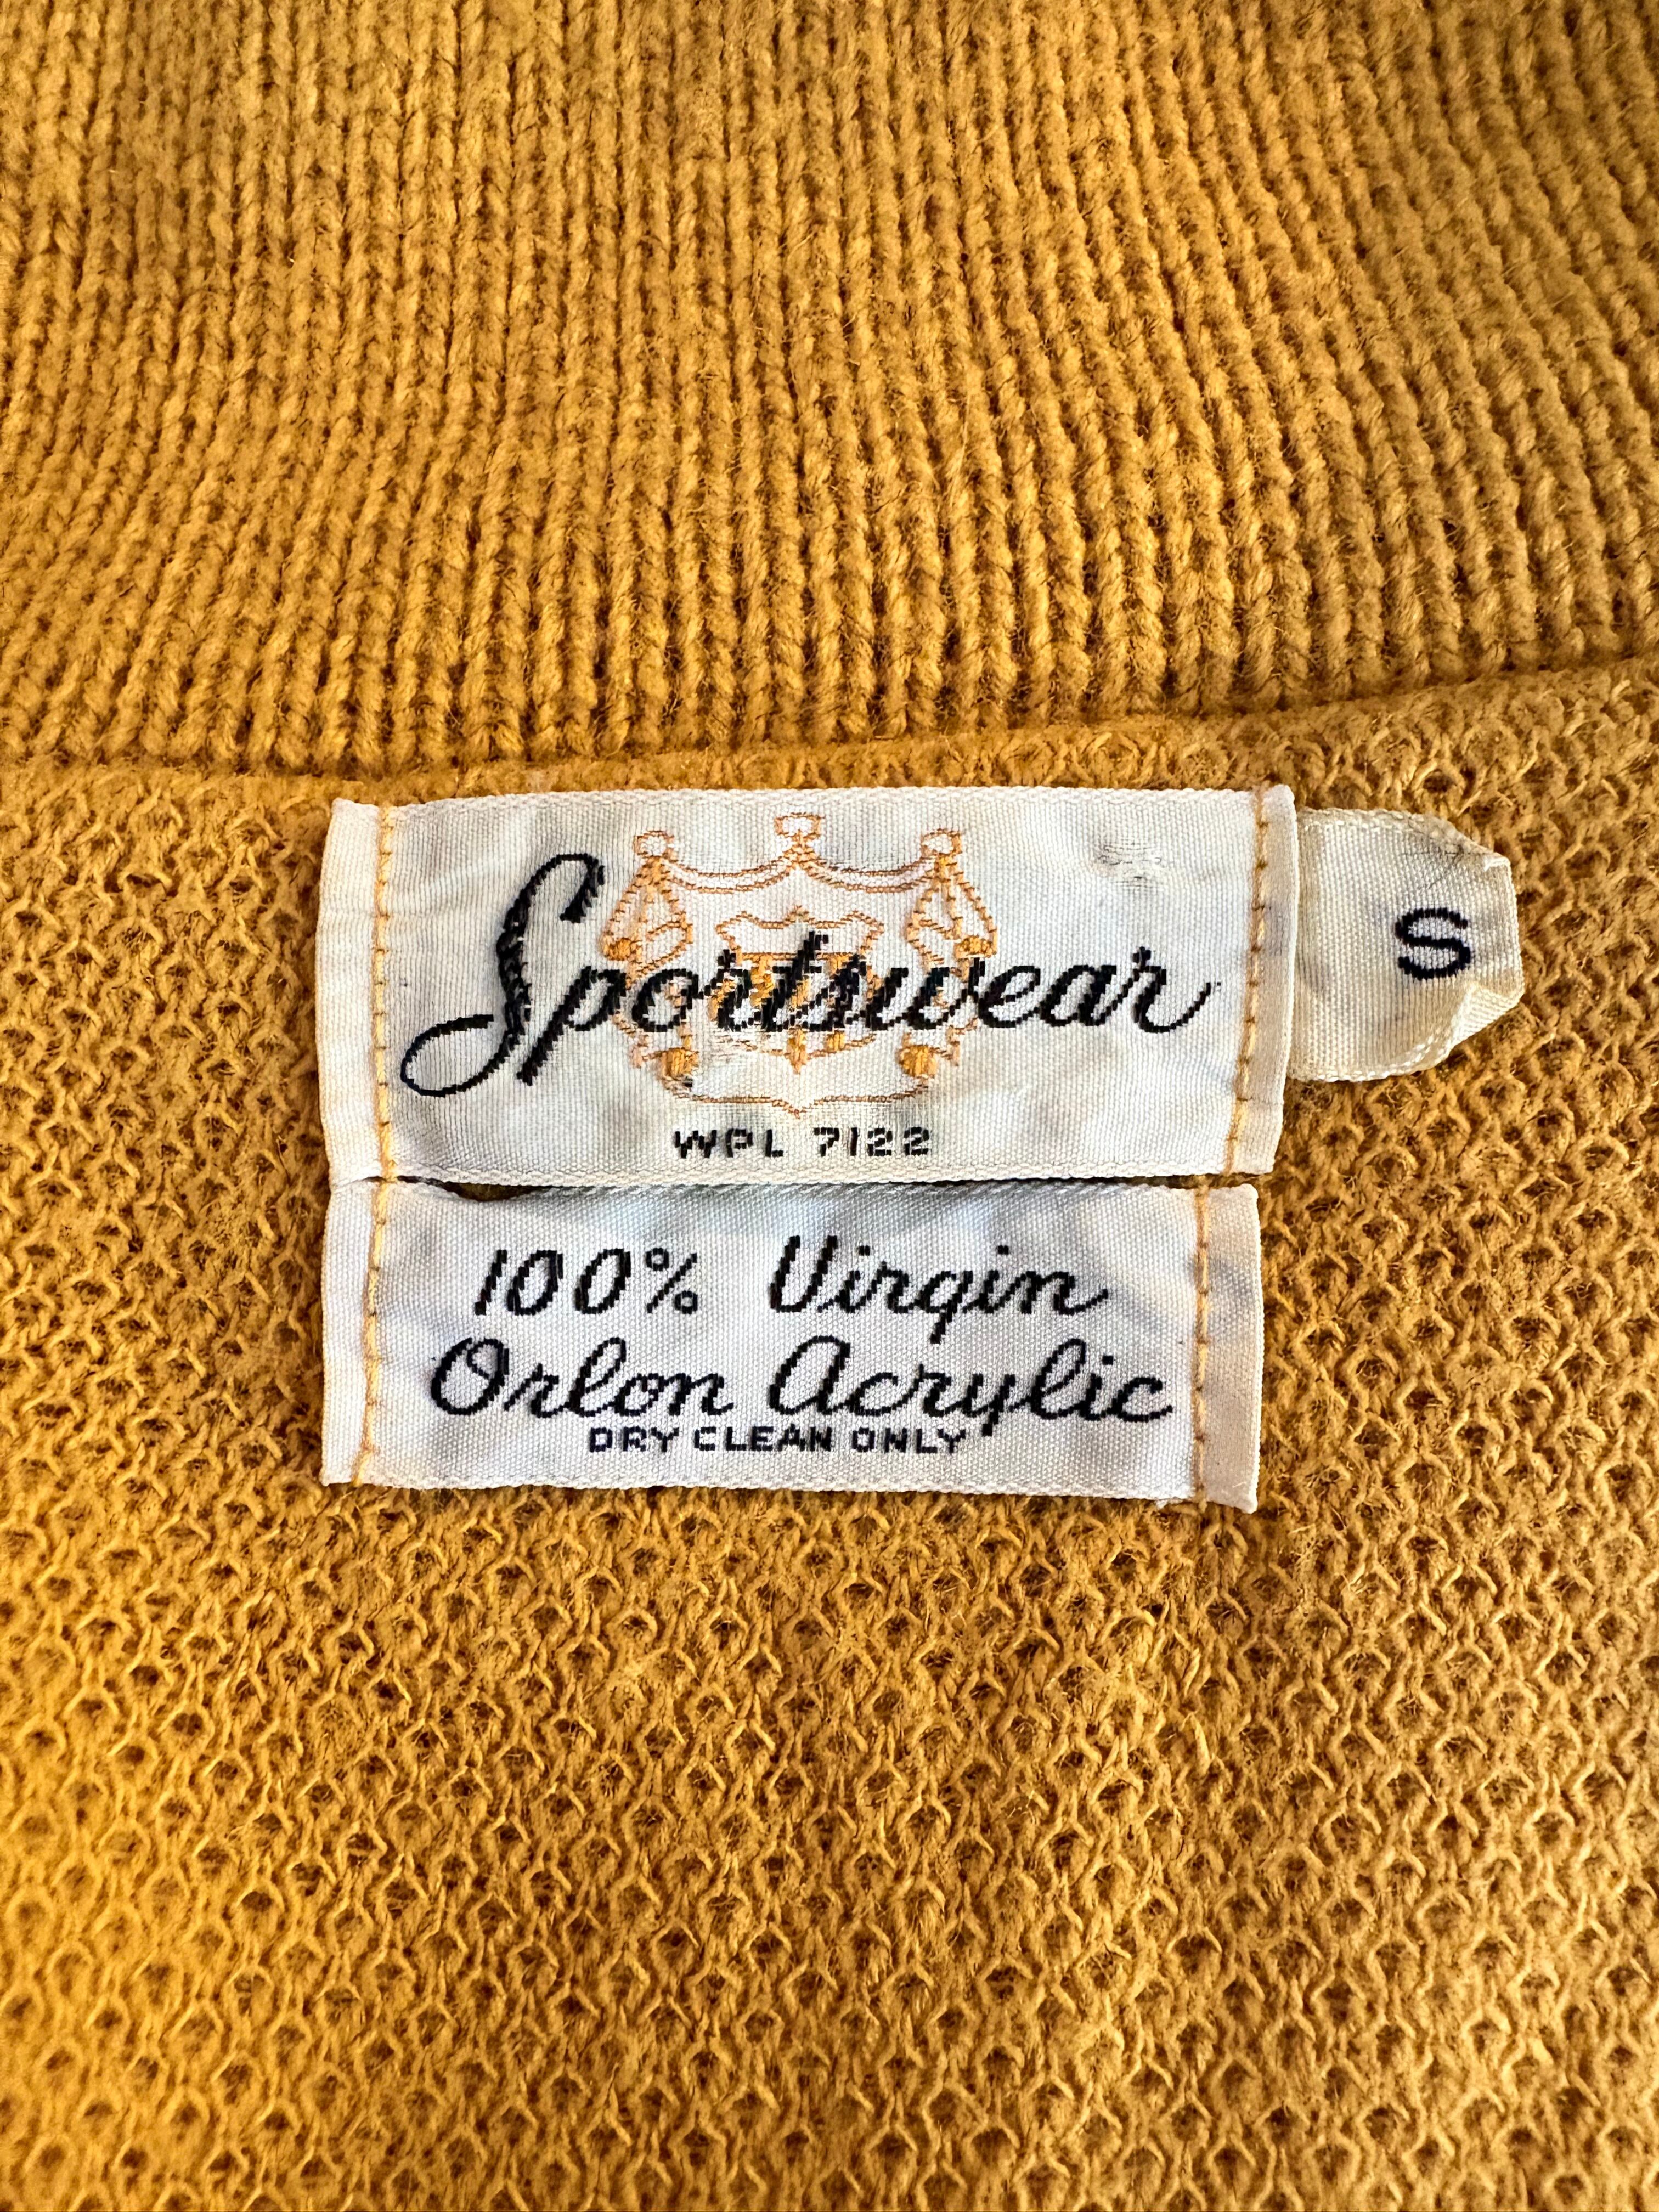 Sportswear
S
WPL 7122
100% Virgin
Orlon Acrylic
DRY CLEAN ONLY